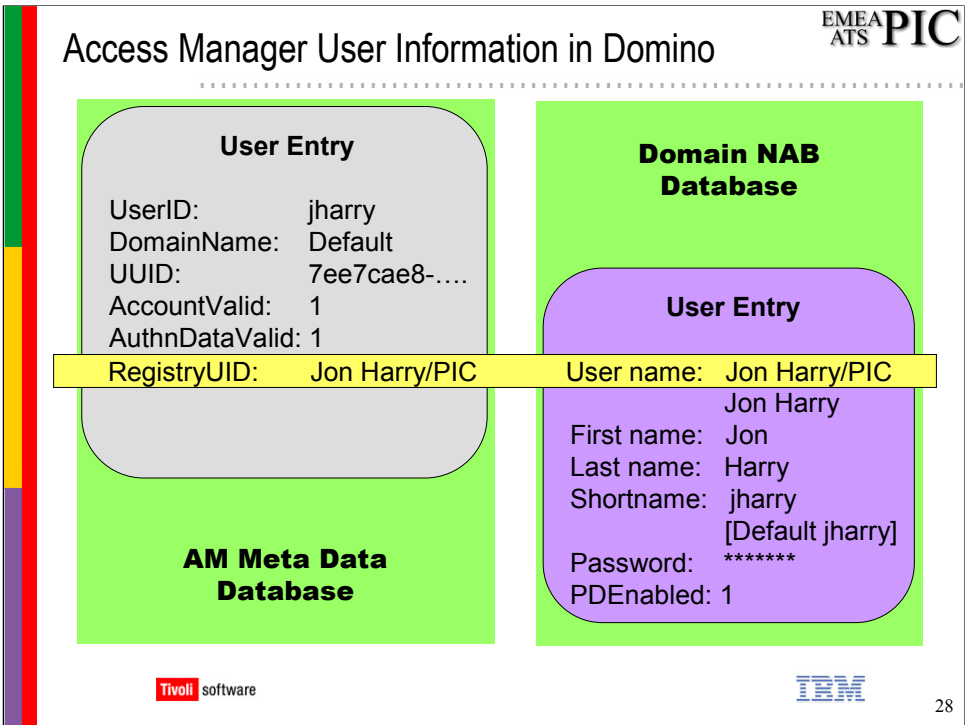 Access Manager User Information in Domino
EMEA
ATS PIC
User Entry
UserID: jharry
DomainName: Default
UUID: 7ee7cae8-….
AccountValid: 1
AuthnDataValid: 1
RegistryUID: Jon Harry/PIC
AM Meta Data
Database
Domain NAB
Database
User Entry
User name: Jon Harry/PIC
Jon Harry
First name: Jon
Last name: Harry
Shortname: jharry
[Default jharry]
Password: *******
PDEnabled: 1
Tivoli software
IBM
28